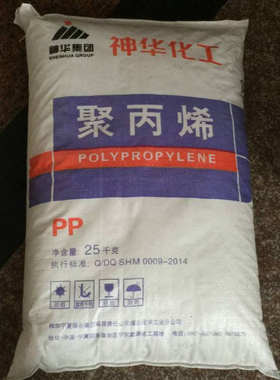 神华集团
SHENHUA GROUP
神华化工
聚丙烯
POLYPROPYLENE
PP
净含量：25千克
执行标准：Q/DQ SHM 0009-2014